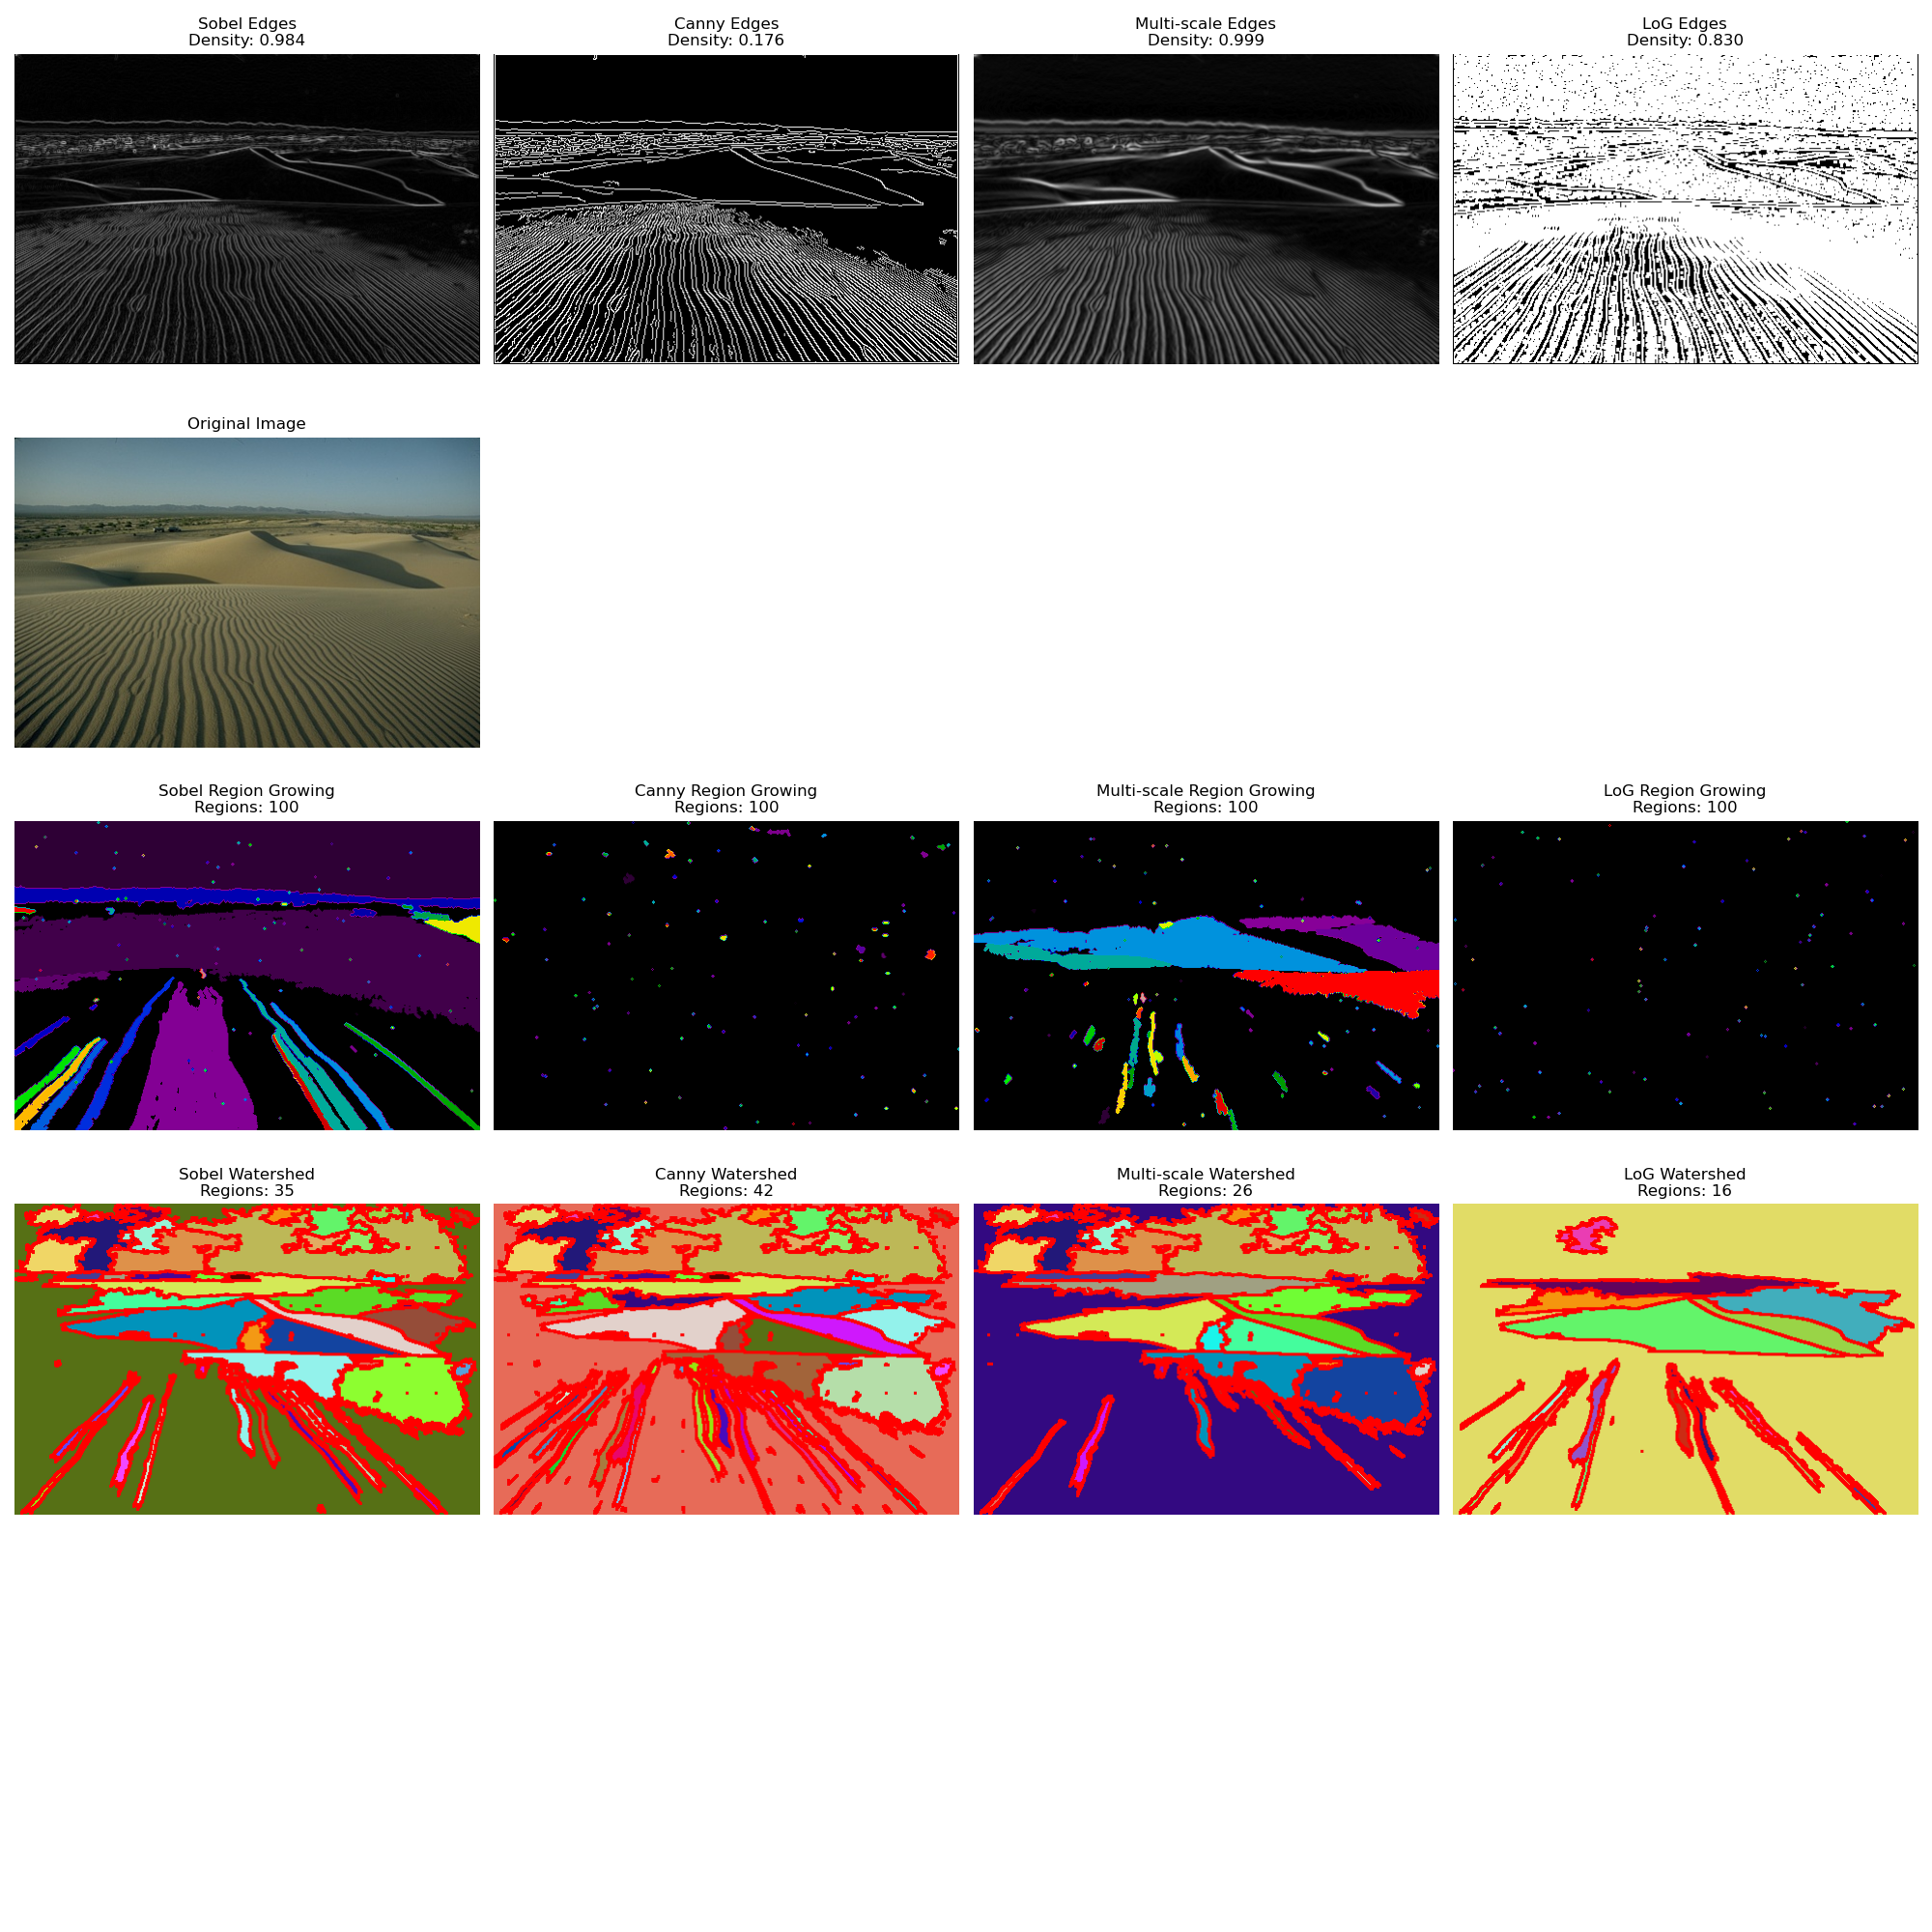 Sobel Edges
Density: 0.984
Canny Edges
Density: 0.176
Multi-scale Edges
Density: 0.999
LoG Edges
Density: 0.830
Original Image
Sobel Region Growing
Regions: 100
Canny Region Growing
Regions: 100
Multi-scale Region Growing
Regions: 100
LoG Region Growing
Regions: 100
Sobel Watershed
Regions: 35
Canny Watershed
Regions: 42
Multi-scale Watershed
Regions: 26
LoG Watershed
Regions: 16